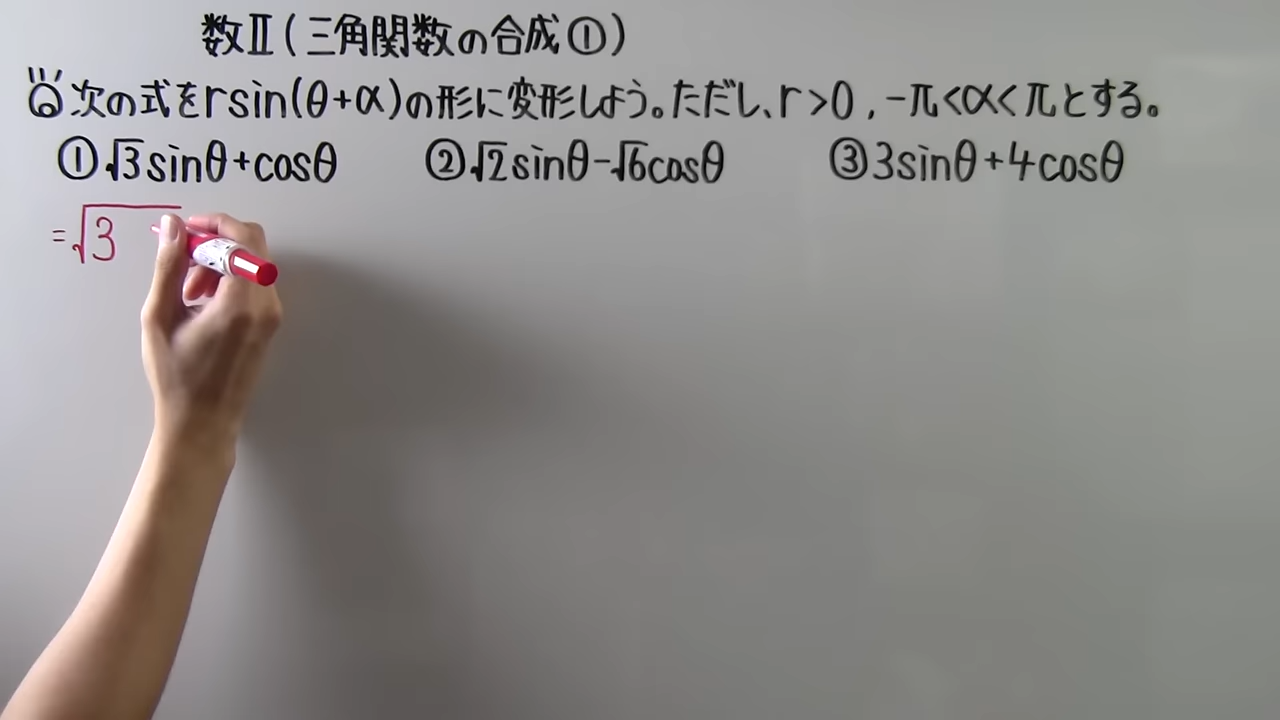 数Ⅱ(三角関数の合成①)
次の式をrsin(θ+α)の形に変形しよう。ただし、r>0,-π<α<πとする。
①√3sinθ+cosθ ②√2sinθ-√6cosθ ③3sinθ+4cosθ
=√3